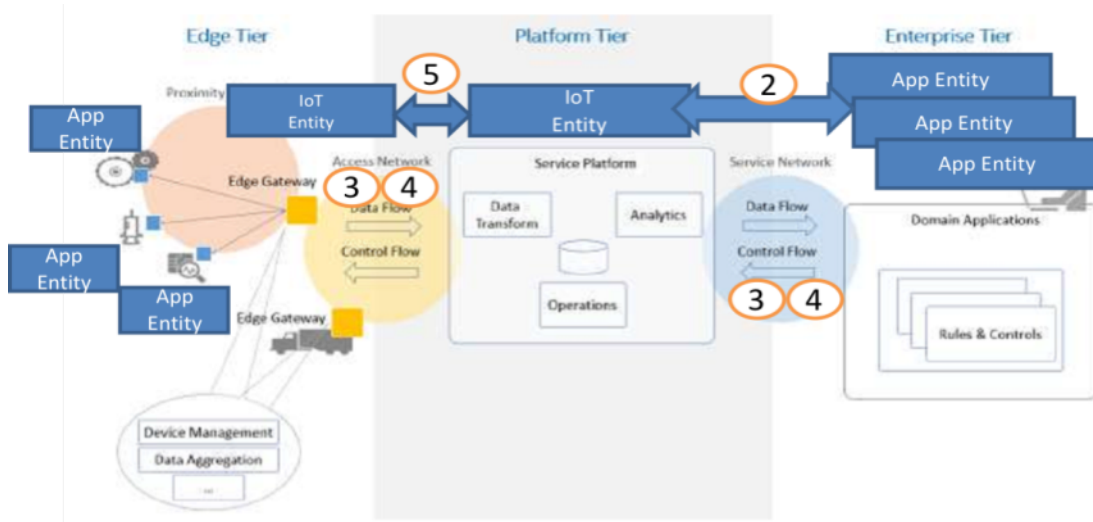 Edge Tier
Platform Tier
Enterprise Tier
5
2
App Entity
App Entity
App Entity
Proximity
IoT
Entity
IoT
Entity
App
Entity
Access Network
Service Platform
Service Network
Edge Gateway
3
4
Data Flow
Control Flow
Data
Transform
Analytics
Operations
Data Flow
Control Flow
3
4
Domain Applications
Rules & Controls
App
Entity
App
Entity
Edge Gateway
Device Management
Data Aggregation
...